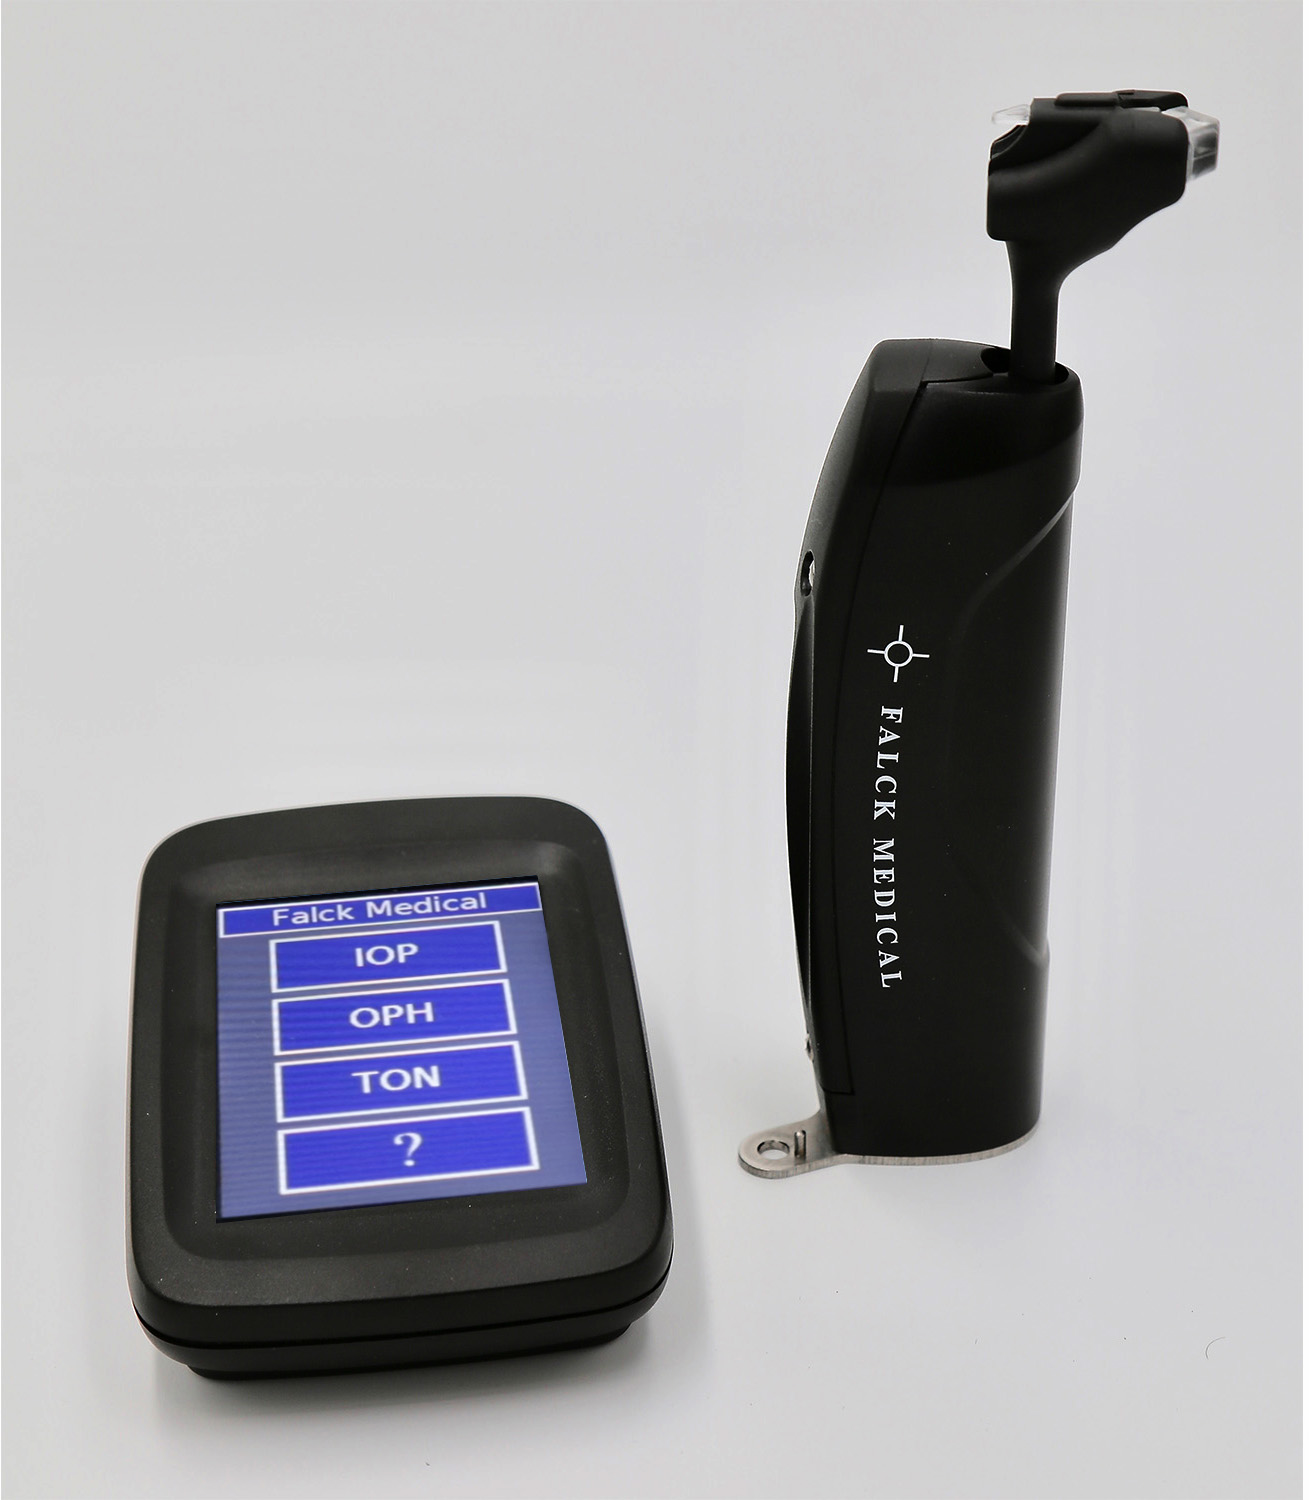 Falck Medical
IOP
OPH
TON
?
FALCK MEDICAL